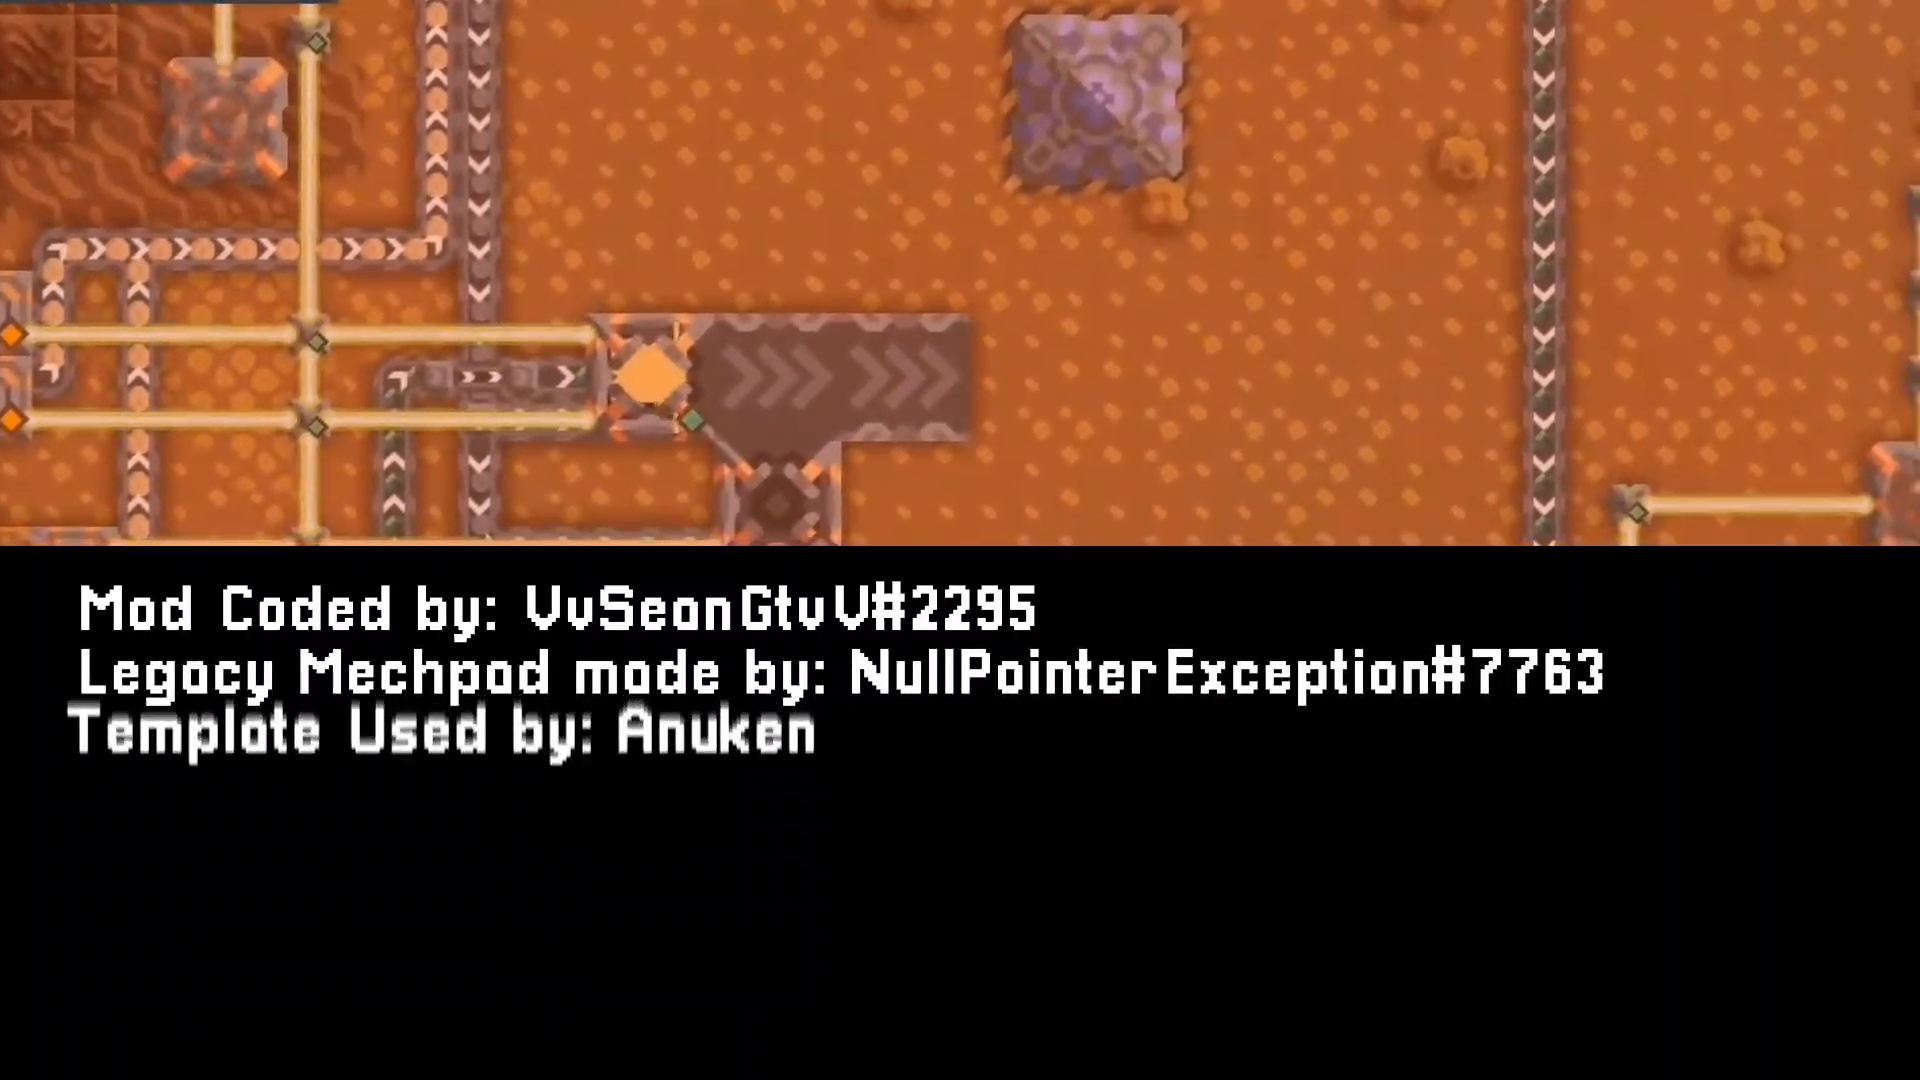 Mod Coded by: VvSeanGtvV#2295
Legacy Mechpad made by: NullPointerException#7763
Template Used by: Anuken